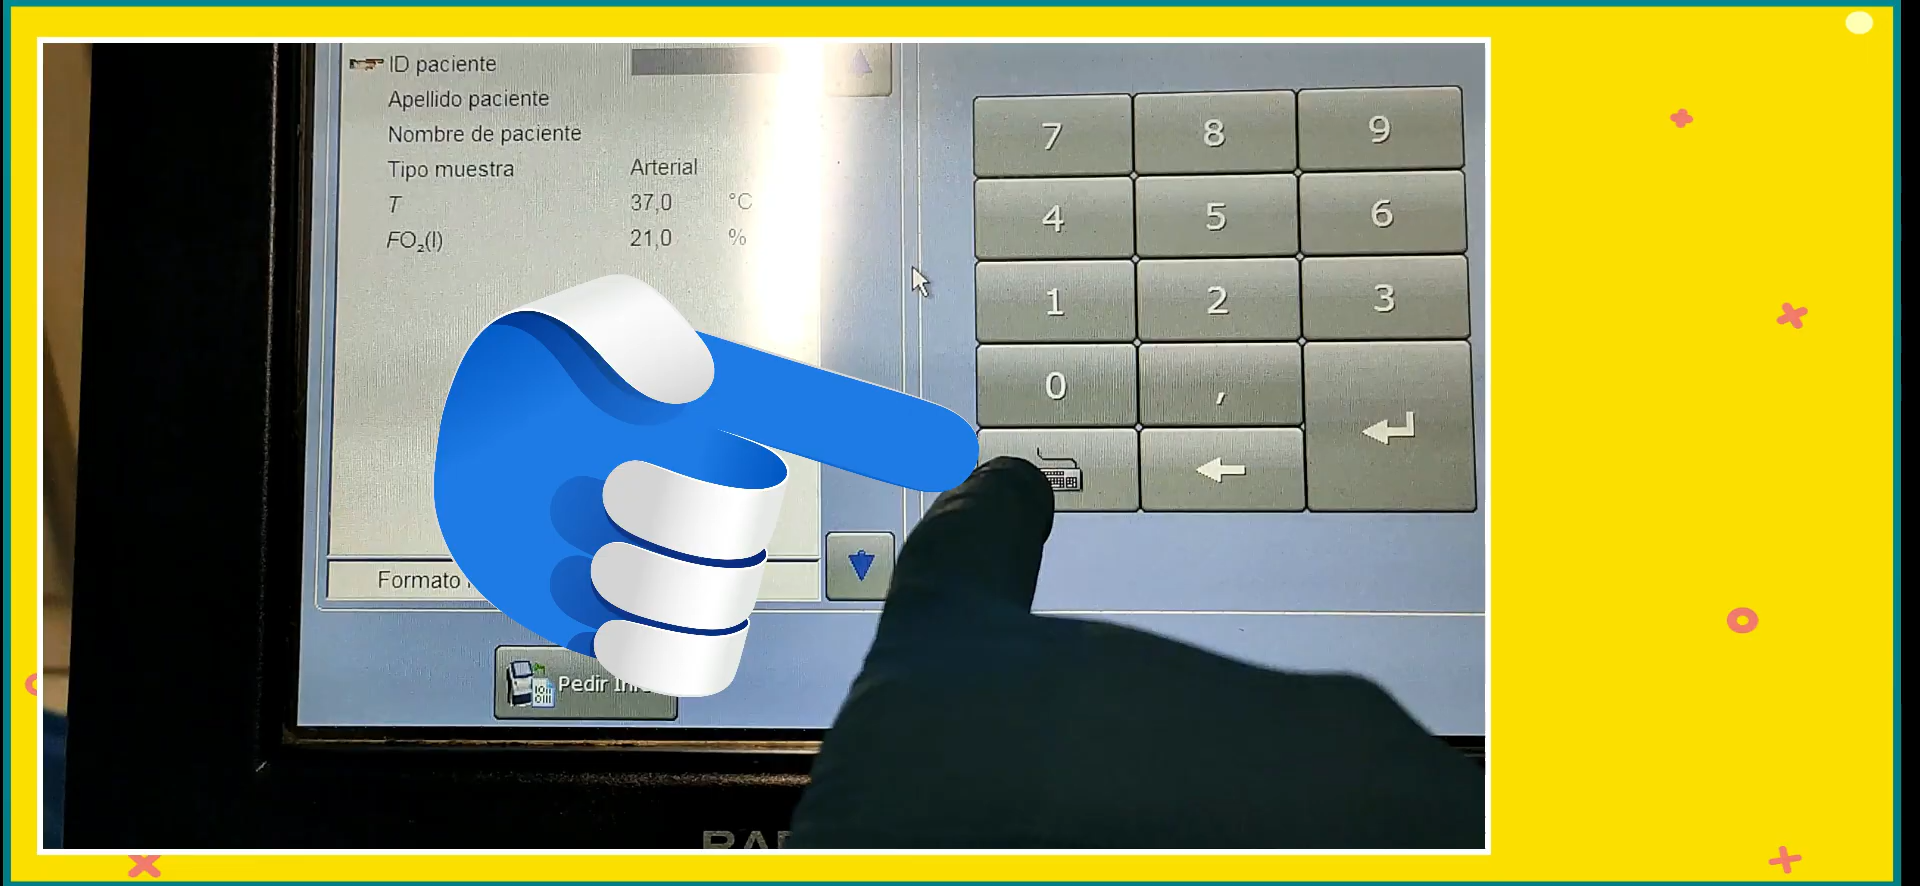 ID paciente
Apellido paciente
Nombre de paciente
Tipo muestra Arterial
T 37,0 °C
FO₂(I) 21,0 %
Formato
Pedir
7 8 9
4 5 6
1 2 3
0 ,